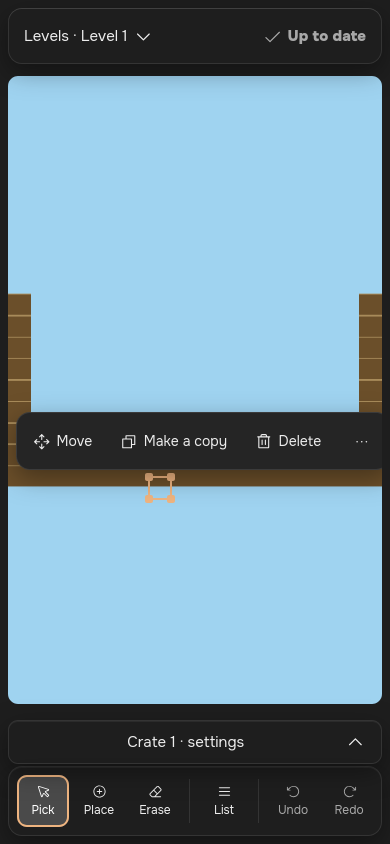 Levels · Level 1
Up to date
Move
Make a copy
Delete
···
Crate 1 · settings
Pick
Place
Erase
List
Undo
Redo